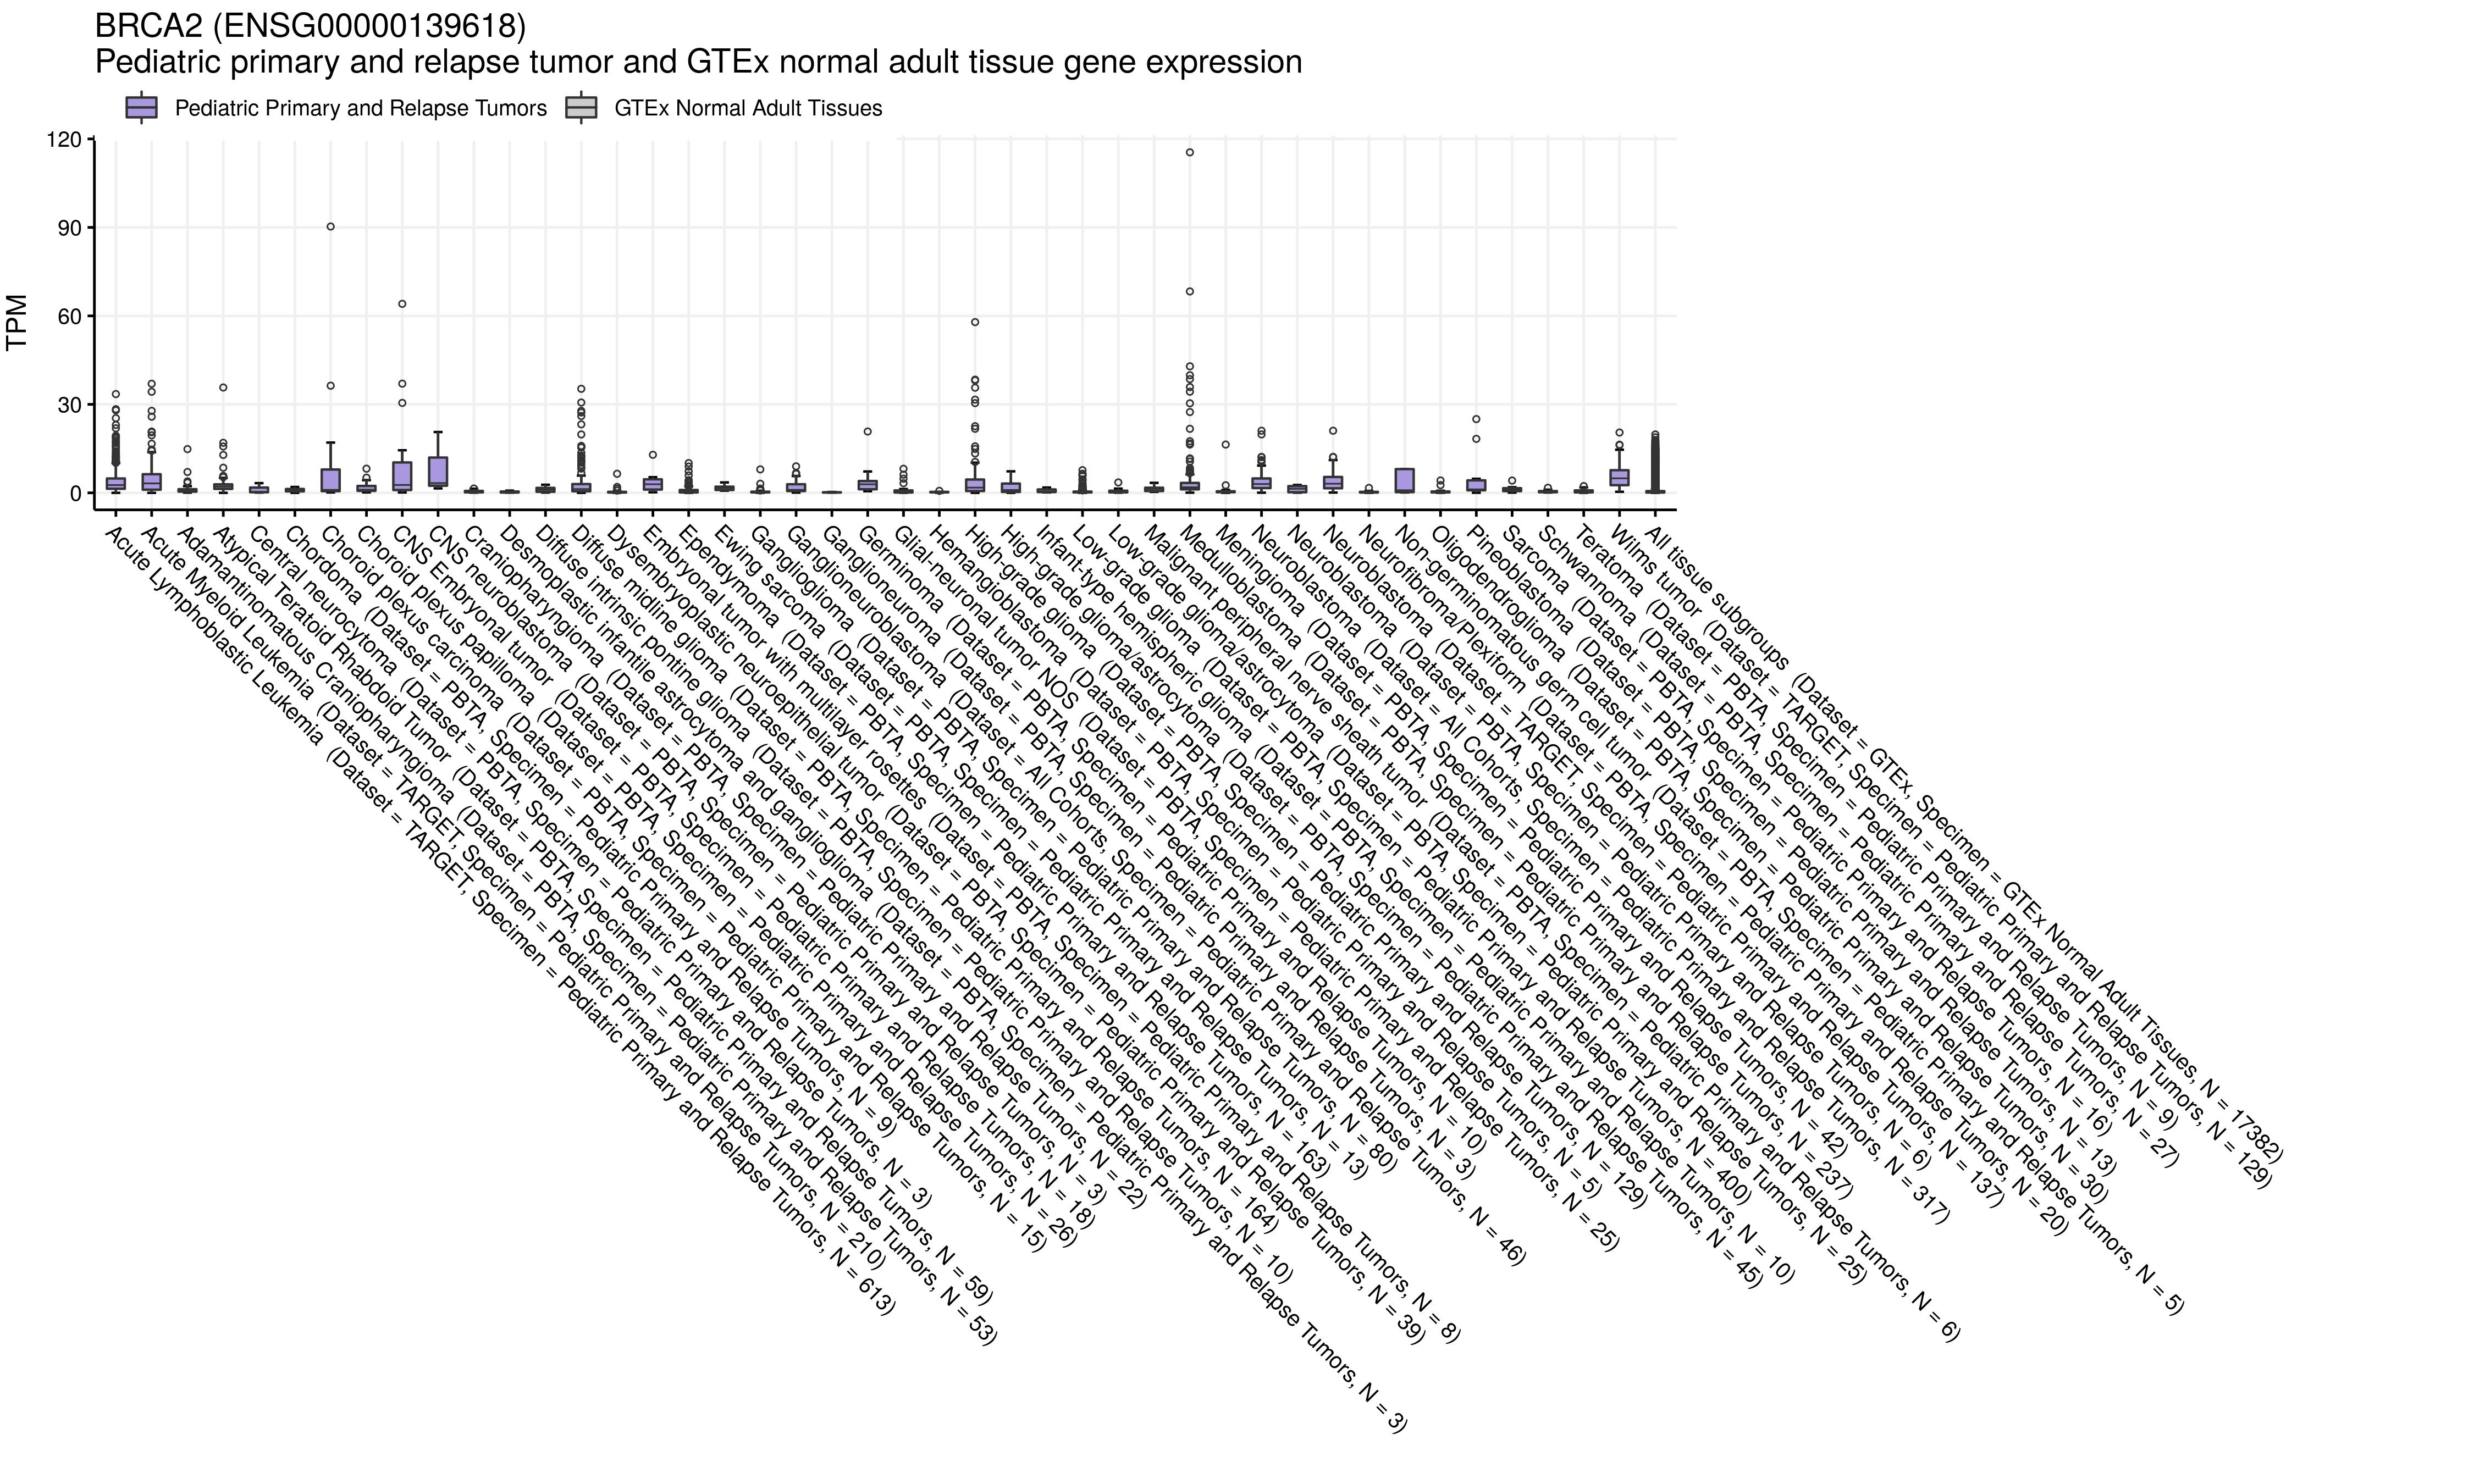 BRCA2 (ENSG00000139618)
Pediatric primary and relapse tumor and GTEx normal adult tissue gene expression
Pediatric Primary and Relapse Tumors
GTEx Normal Adult Tissues
TPM
120
90
60
30
0
Acute Lymphoblastic Leukemia (Dataset = TARGET, Specimen = Pediatric Primary and Relapse Tumors, N = 613)
Acute Myeloid Leukemia (Dataset = TARGET, Specimen = Pediatric Primary and Relapse Tumors, N = 210)
Adamantinomatous Craniopharyngioma (Dataset = PBTA, Specimen = Pediatric Primary and Relapse Tumors, N = 53)
Atypical Teratoid Rhabdoid Tumor (Dataset = PBTA, Specimen = Pediatric Primary and Relapse Tumors, N = 59)
Central neurocytoma (Dataset = PBTA, Specimen = Pediatric Primary and Relapse Tumors, N = 3)
Chordoma (Dataset = PBTA, Specimen = Pediatric Primary and Relapse Tumors, N = 9)
Choroid plexus carcinoma (Dataset = PBTA, Specimen = Pediatric Primary and Relapse Tumors, N = 15)
Choroid plexus papilloma (Dataset = PBTA, Specimen = Pediatric Primary and Relapse Tumors, N = 26)
CNS Embryonal tumor (Dataset = PBTA, Specimen = Pediatric Primary and Relapse Tumors, N = 18)
CNS neuroblastoma (Dataset = PBTA, Specimen = Pediatric Primary and Relapse Tumors, N = 3)
Craniopharyngioma (Dataset = PBTA, Specimen = Pediatric Primary and Relapse Tumors, N = 22)
Desmoplastic infantile astrocytoma and ganglioglioma (Dataset = PBTA, Specimen = Pediatric Primary and Relapse Tumors, N = 3)
Diffuse intrinsic pontine glioma (Dataset = PBTA, Specimen = Pediatric Primary and Relapse Tumors, N = 10)
Diffuse midline glioma (Dataset = PBTA, Specimen = Pediatric Primary and Relapse Tumors, N = 164)
Dysembryoplastic neuroepithelial tumor (Dataset = PBTA, Specimen = Pediatric Primary and Relapse Tumors, N = 39)
Embryonal tumor with multilayer rosettes (Dataset = PBTA, Specimen = Pediatric Primary and Relapse Tumors, N = 8)
Ependymoma (Dataset = PBTA, Specimen = Pediatric Primary and Relapse Tumors, N = 163)
Ewing sarcoma (Dataset = PBTA, Specimen = Pediatric Primary and Relapse Tumors, N = 13)
Ganglioglioma (Dataset = PBTA, Specimen = Pediatric Primary and Relapse Tumors, N = 80)
Ganglioneuroblastoma (Dataset = All Cohorts, Specimen = Pediatric Primary and Relapse Tumors, N = 46)
Ganglioneuroma (Dataset = PBTA, Specimen = Pediatric Primary and Relapse Tumors, N = 3)
Germinoma (Dataset = PBTA, Specimen = Pediatric Primary and Relapse Tumors, N = 10)
Glial-neuronal tumor NOS (Dataset = PBTA, Specimen = Pediatric Primary and Relapse Tumors, N = 25)
Hemangioblastoma (Dataset = PBTA, Specimen = Pediatric Primary and Relapse Tumors, N = 5)
High-grade glioma (Dataset = PBTA, Specimen = Pediatric Primary and Relapse Tumors, N = 129)
High-grade glioma/astrocytoma (Dataset = PBTA, Specimen = Pediatric Primary and Relapse Tumors, N = 45)
Infant-type hemispheric glioma (Dataset = PBTA, Specimen = Pediatric Primary and Relapse Tumors, N = 10)
Low-grade glioma (Dataset = PBTA, Specimen = Pediatric Primary and Relapse Tumors, N = 400)
Low-grade glioma/astrocytoma (Dataset = PBTA, Specimen = Pediatric Primary and Relapse Tumors, N = 25)
Malignant peripheral nerve sheath tumor (Dataset = PBTA, Specimen = Pediatric Primary and Relapse Tumors, N = 6)
Medulloblastoma (Dataset = PBTA, Specimen = Pediatric Primary and Relapse Tumors, N = 237)
Meningioma (Dataset = PBTA, Specimen = Pediatric Primary and Relapse Tumors, N = 42)
Neuroblastoma (Dataset = All Cohorts, Specimen = Pediatric Primary and Relapse Tumors, N = 317)
Neuroblastoma (Dataset = PBTA, Specimen = Pediatric Primary and Relapse Tumors, N = 6)
Neuroblastoma (Dataset = TARGET, Specimen = Pediatric Primary and Relapse Tumors, N = 137)
Neurofibroma/Plexiform (Dataset = PBTA, Specimen = Pediatric Primary and Relapse Tumors, N = 20)
Non-germinomatous germ cell tumor (Dataset = PBTA, Specimen = Pediatric Primary and Relapse Tumors, N = 5)
Oligodendroglioma (Dataset = PBTA, Specimen = Pediatric Primary and Relapse Tumors, N = 30)
Pineoblastoma (Dataset = PBTA, Specimen = Pediatric Primary and Relapse Tumors, N = 13)
Sarcoma (Dataset = PBTA, Specimen = Pediatric Primary and Relapse Tumors, N = 16)
Schwannoma (Dataset = PBTA, Specimen = Pediatric Primary and Relapse Tumors, N = 27)
Teratoma (Dataset = PBTA, Specimen = Pediatric Primary and Relapse Tumors, N = 9)
Wilms tumor (Dataset = TARGET, Specimen = Pediatric Primary and Relapse Tumors, N = 129)
All tissue subgroups (Dataset = GTEx, Specimen = GTEx Normal Adult Tissues, N = 17382)